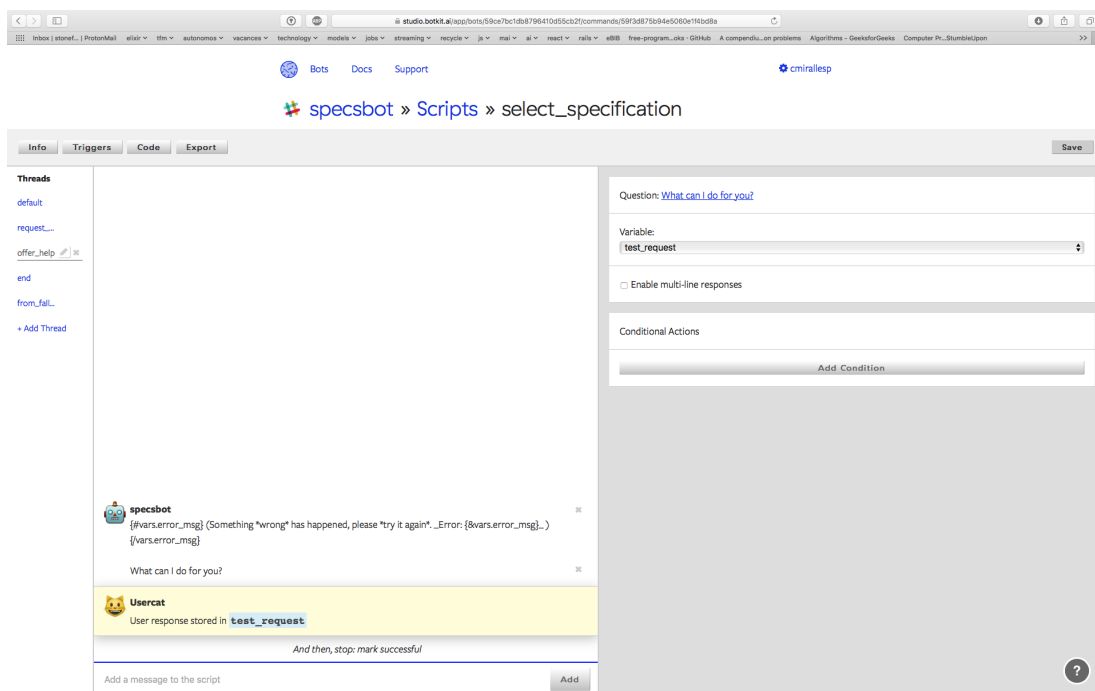 studio.botkit.ai/app/bots/59ce7bc1db8796410d55cb2f/commands/59f3d875b94e5060e1f4bd8a
Inbox | stonef... | ProtonMail elixir tfm autonomos vacances technology models jobs streaming recycle js mai ai react rails eBIB free-program...oks · GitHub A compendiu...on problems Algorithms - GeeksforGeeks Computer Pr...StumbleUpon >>
Bots Docs Support cmirallesp
specsbot » Scripts » select_specification
Info Triggers Code Export Save
Threads
default
request_...
offer_help
end
from_fall...
+ Add Thread
specsbot
{#vars.error_msg} (Something *wrong* has happened, please *try it again*. _Error: {&vars.error_msg}_ )
{/vars.error_msg}
What can I do for you?
Usercat
User response stored in test_request
And then, stop: mark successful
Add a message to the script Add
Question: What can I do for you?
Variable:
test_request
Enable multi-line responses
Conditional Actions
Add Condition
?